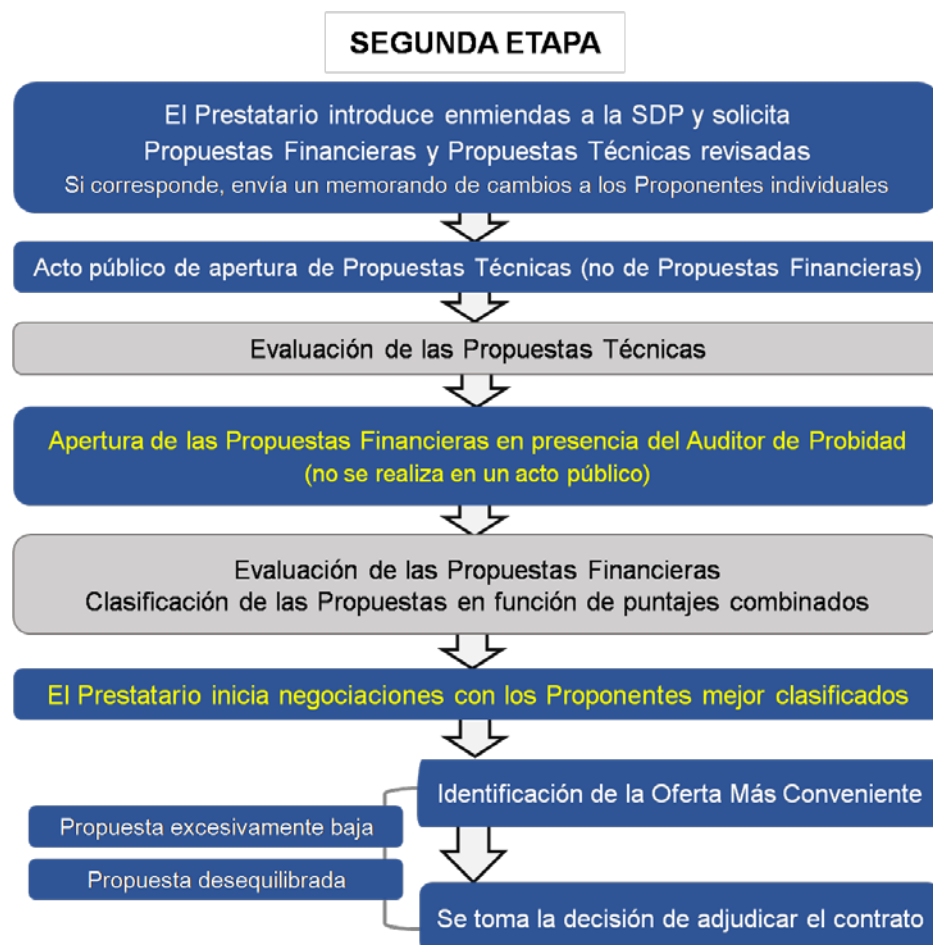 SEGUNDA ETAPA
El Prestatario introduce enmiendas a la SDP y solicita
Propuestas Financieras y Propuestas Técnicas revisadas
Si corresponde, envía un memorando de cambios a los Proponentes individuales
Acto público de apertura de Propuestas Técnicas (no de Propuestas Financieras)
Evaluación de las Propuestas Técnicas
Apertura de las Propuestas Financieras en presencia del Auditor de Probidad
(no se realiza en un acto público)
Evaluación de las Propuestas Financieras
Clasificación de las Propuestas en función de puntajes combinados
El Prestatario inicia negociaciones con los Proponentes mejor clasificados
Identificación de la Oferta Más Conveniente
Propuesta excesivamente baja
Propuesta desequilibrada
Se toma la decisión de adjudicar el contrato